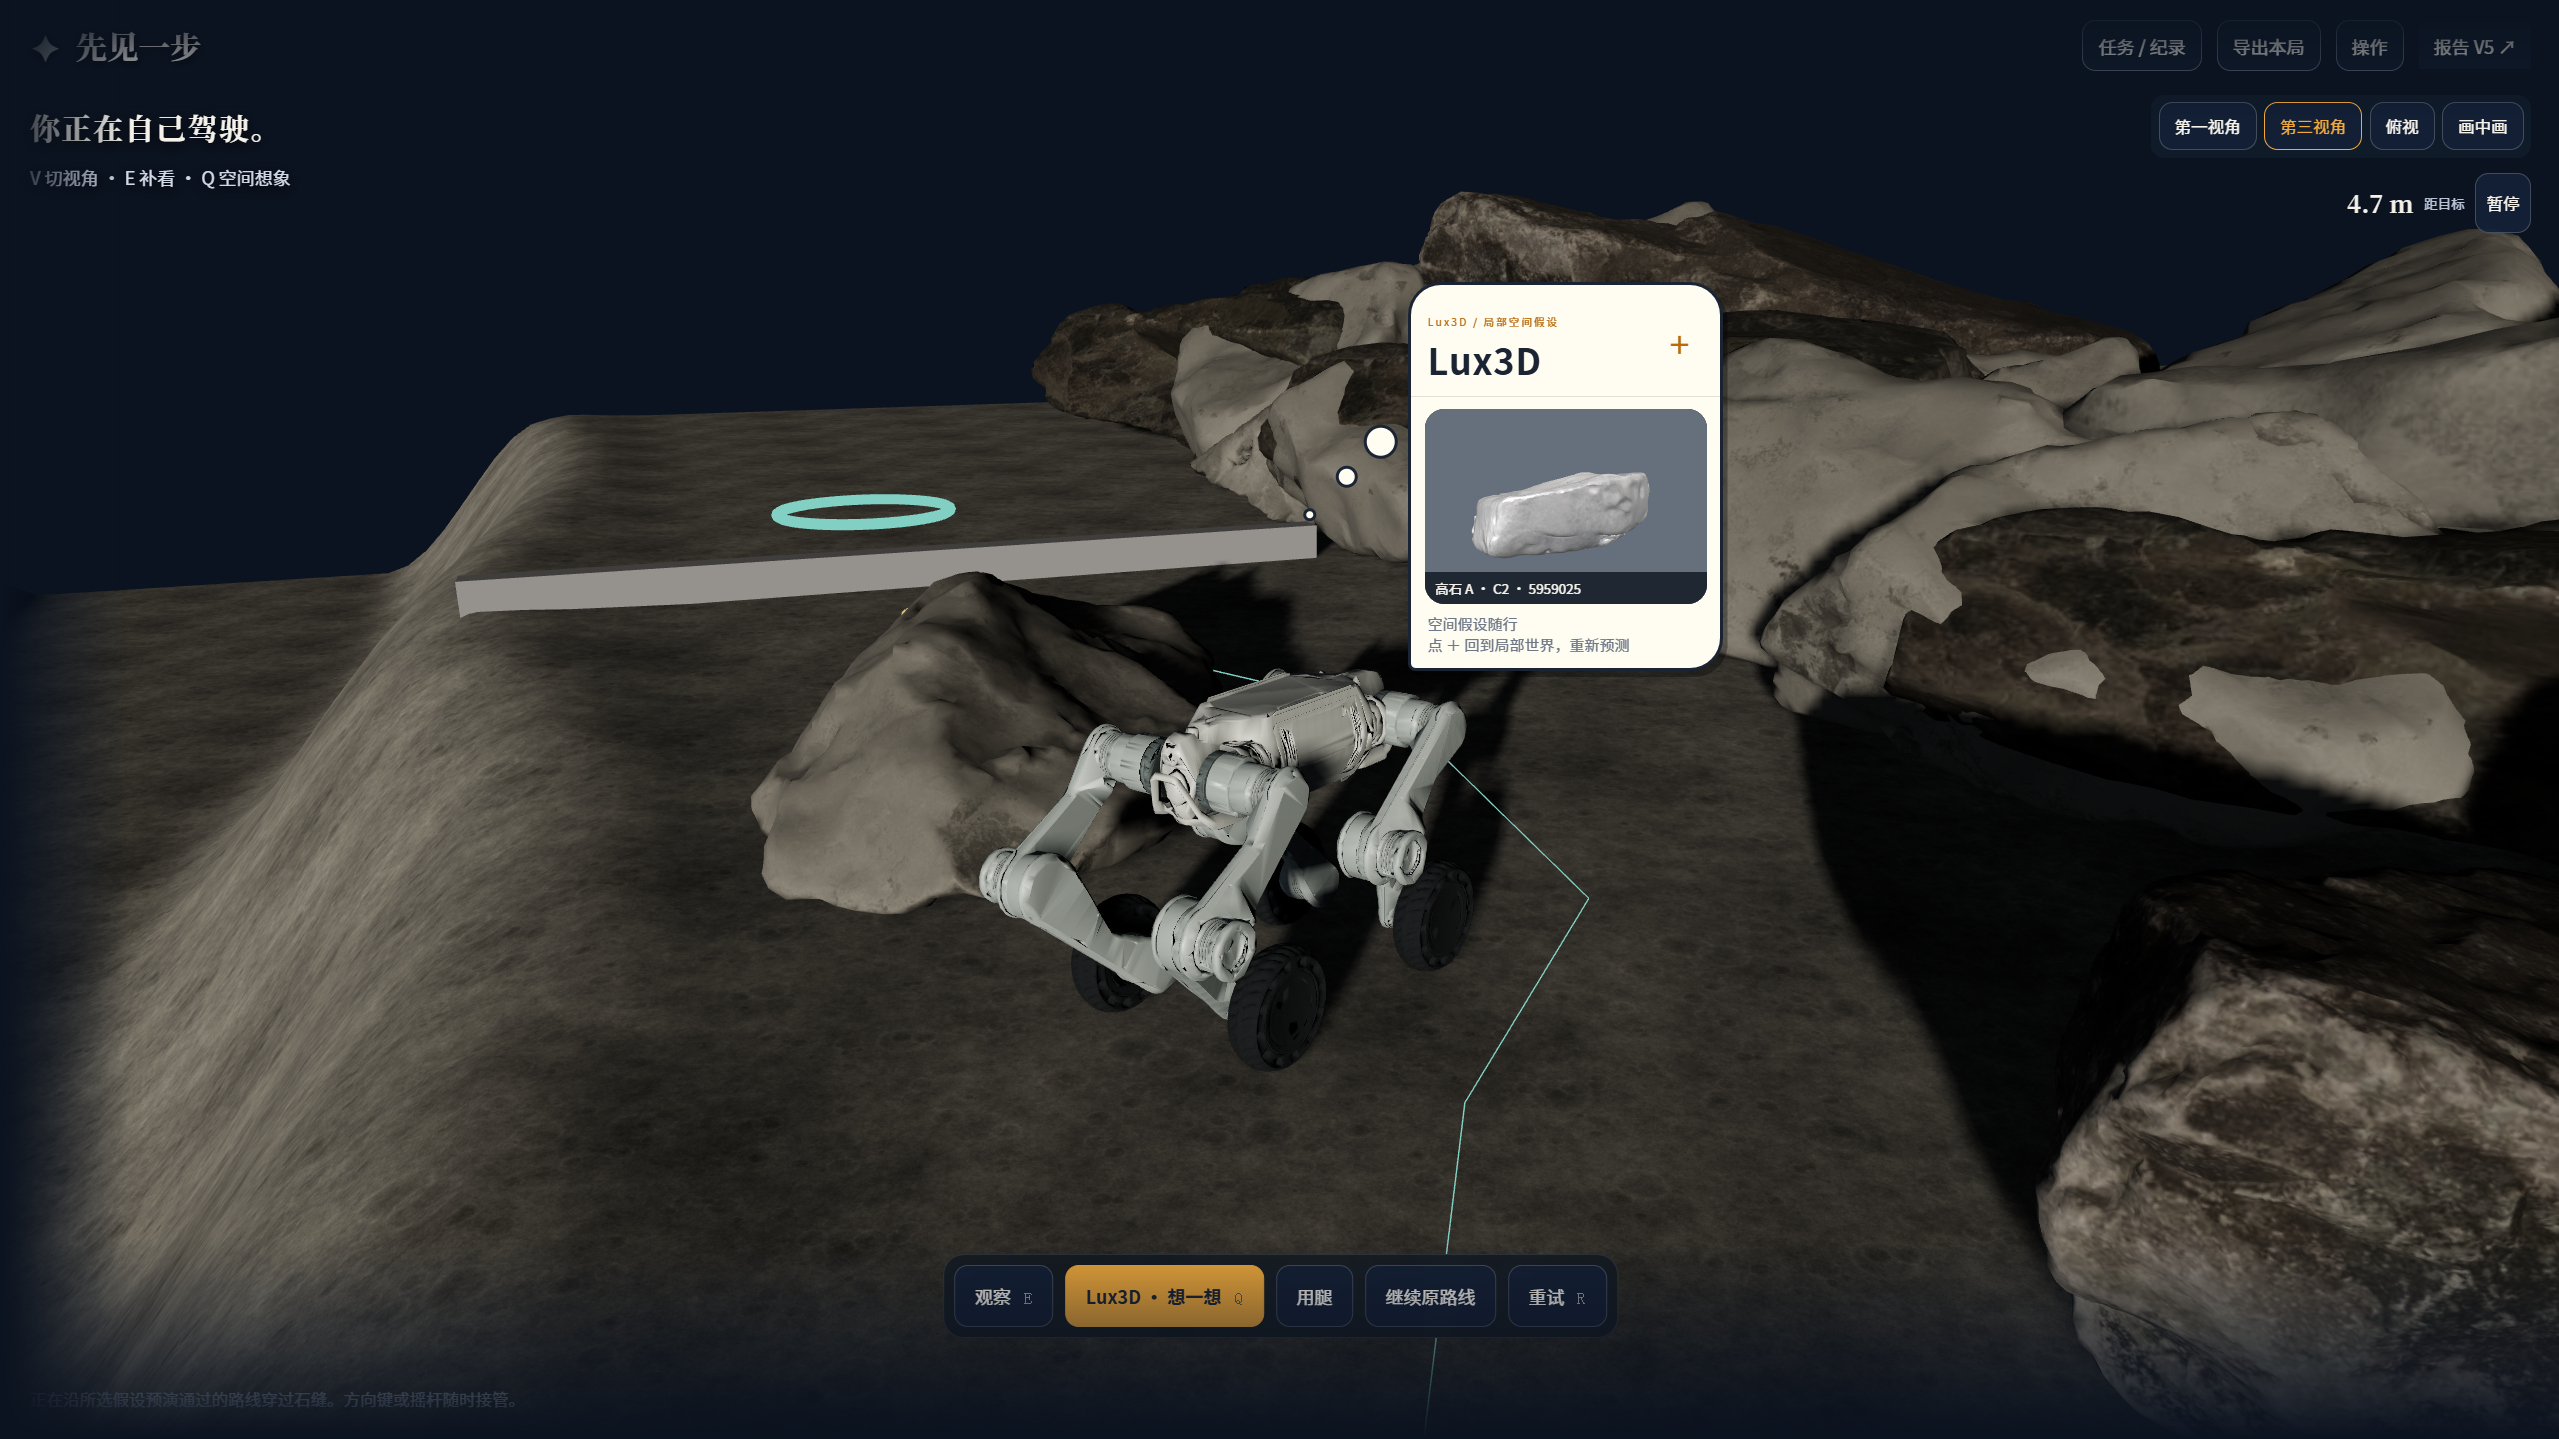 先见一步
任务 / 纪录
导出本局
操作
报告 V5 ↗
你正在自己驾驶。
V 切视角 · E 补看 · Q 空间想象
第一视角
第三视角
俯视
画中画
4.7 m 距目标
暂停
Lux3D / 局部空间假设
Lux3D
+
高石 A · C2 · 5959025
空间假设随行
点 + 回到局部世界，重新预测
观察 E
Lux3D · 想一想 Q
用腿
继续原路线
重试 R
正在沿所选假设预演通过的路线穿过石缝。方向键或摇杆随时接管。